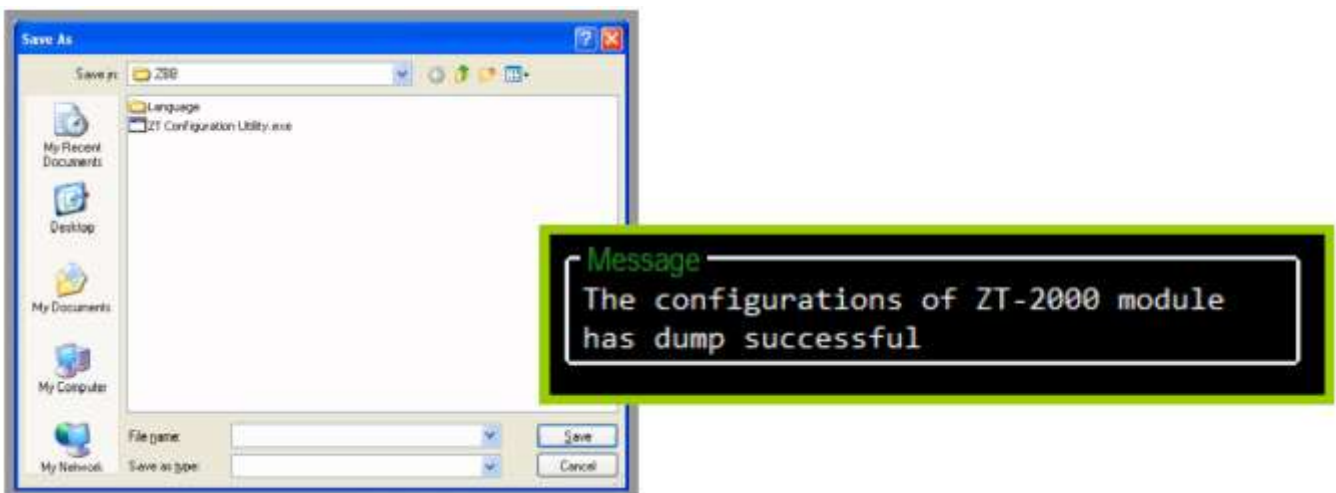 Save As
Save in:
ZBB
Language
ZT Configuration Utility.exe
My Recent
Documents
Desktop
My Documents
My Computer
My Network
File name:
Save
Save as type:
Cancel
Message
The configurations of ZT-2000 module
has dump successful